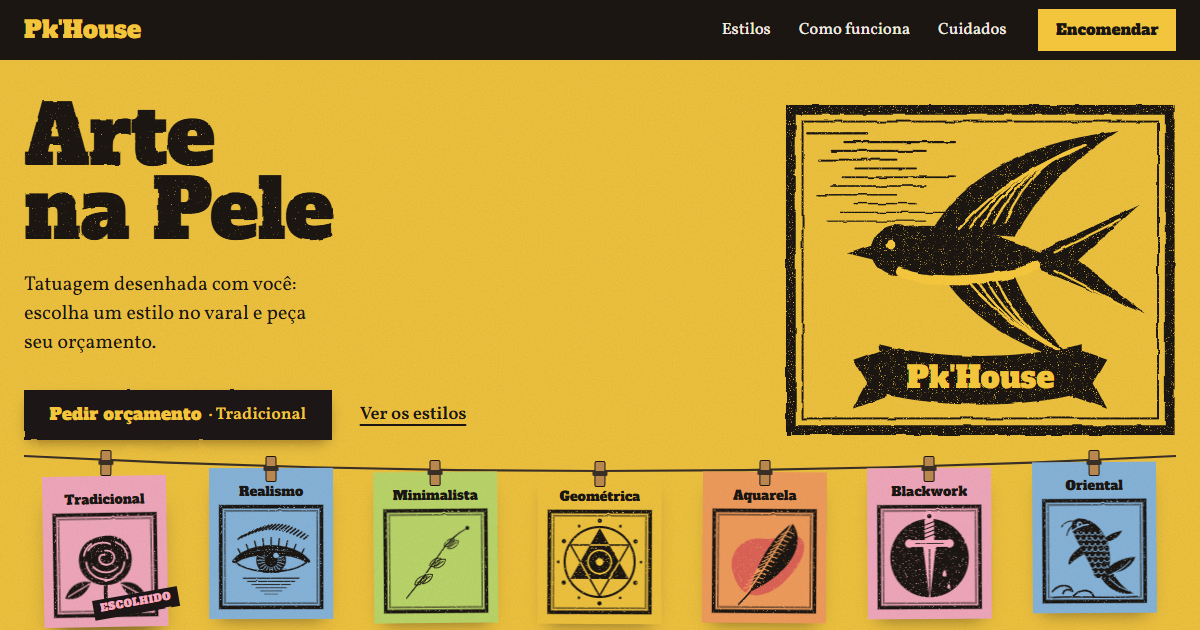 Pk'House
Estilos
Como funciona
Cuidados
Encomendar
Arte
na Pele
Tatuagem desenhada com você:
escolha um estilo no varal e peça
seu orçamento.
Pedir orçamento · Tradicional
Ver os estilos
Pk'House
Tradicional
ESCOLHIDO
Realismo
Minimalista
Geométrica
Aquarela
Blackwork
Oriental